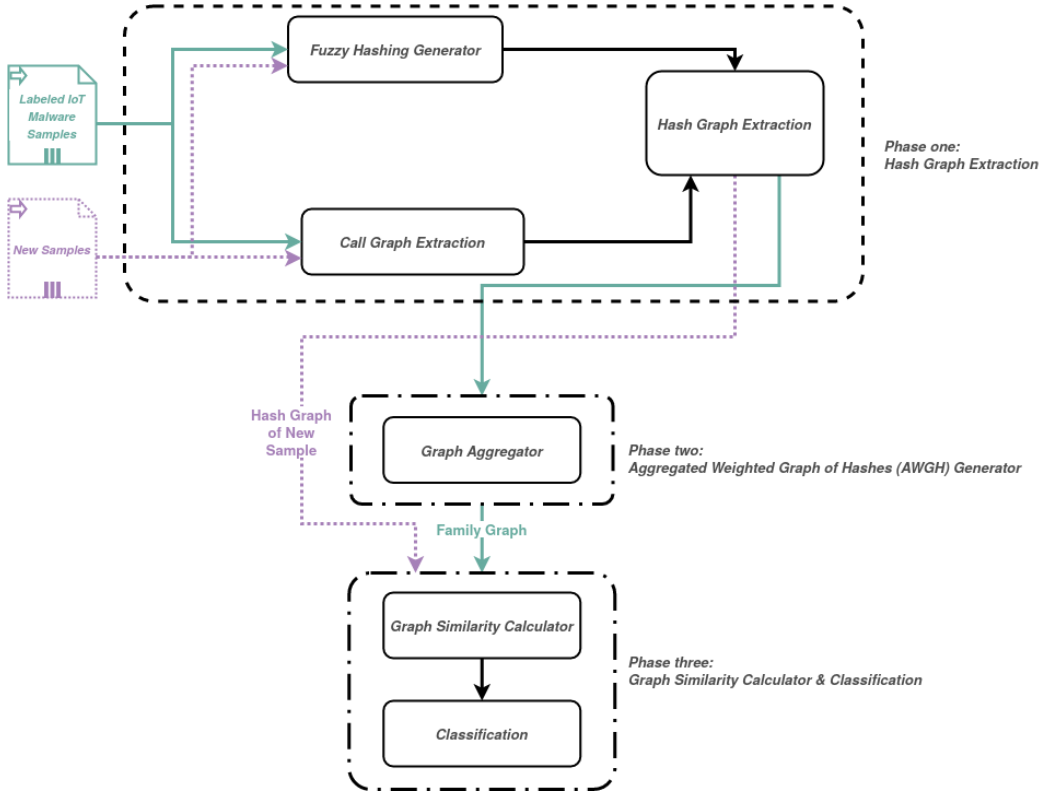 Fuzzy Hashing Generator
Labeled IoT
Malware
Samples
Hash Graph Extraction
Phase one:
Hash Graph Extraction
New Samples
Call Graph Extraction
Hash Graph
of New
Sample
Graph Aggregator
Phase two:
Aggregated Weighted Graph of Hashes (AWGH) Generator
Family Graph
Graph Similarity Calculator
Phase three:
Graph Similarity Calculator & Classification
Classification